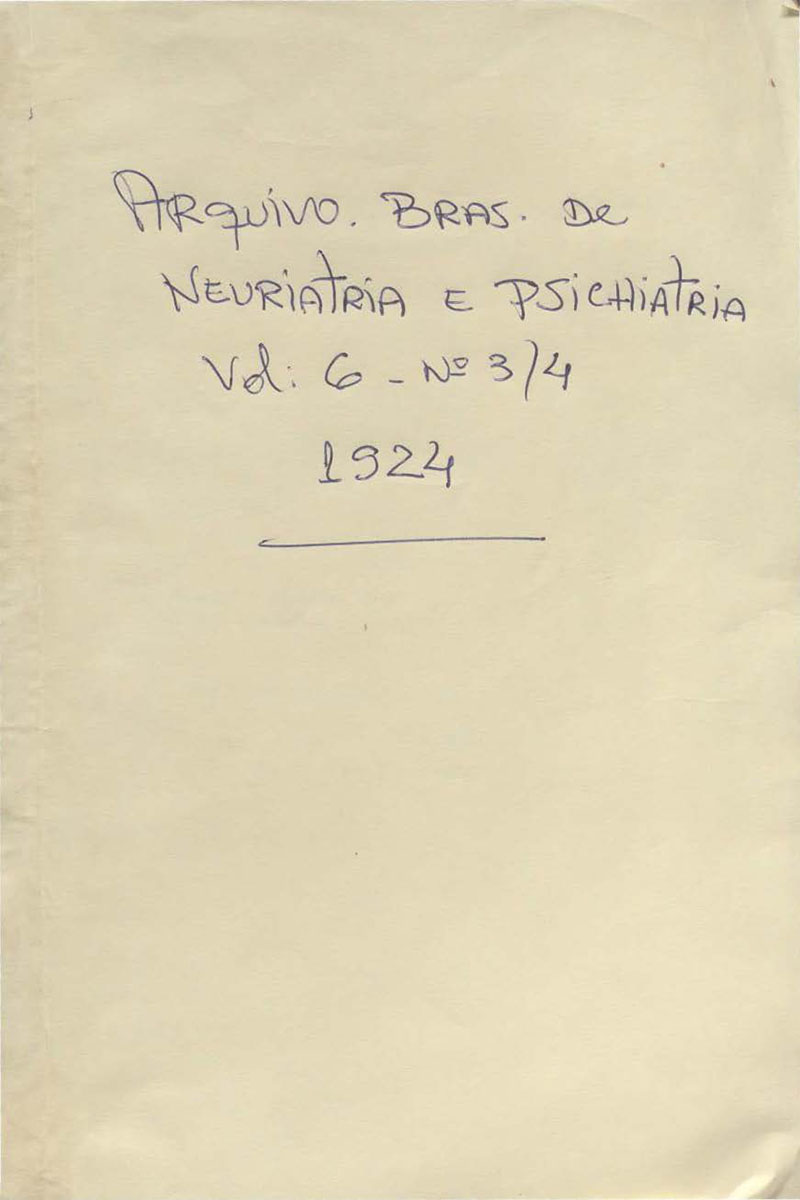 Arquivo. Bras. de
Neuriatria e Psichiatria
Vol: 6 - Nº 3/4
1924